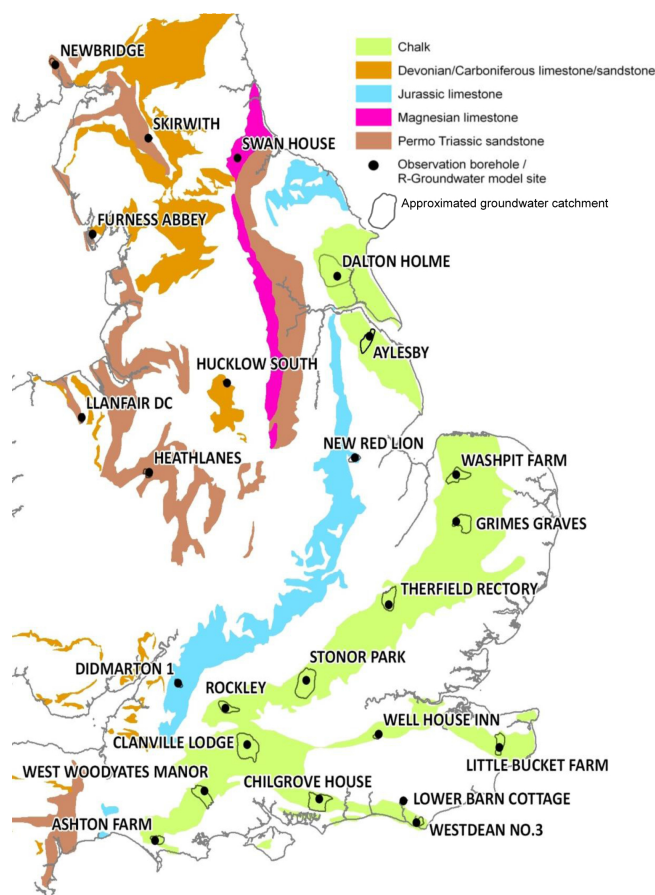 NEWBRIDGE
Chalk
Devonian/Carboniferous limestone/sandstone
Jurassic limestone
Magnesian limestone
Permo Triassic sandstone
Observation borehole /
R-Groundwater model site
Approximated groundwater catchment
SKIRWITH
SWAN HOUSE
FURNESS ABBEY
DALTON HOLME
AYLESBY
HUCKLOW SOUTH
LLANFAIR DC
NEW RED LION
HEATHLANES
WASHPIT FARM
GRIMES GRAVES
THERFIELD RECTORY
STONOR PARK
DIDMARTON 1
ROCKLEY
WELL HOUSE INN
CLANVILLE LODGE
LITTLE BUCKET FARM
WEST WOODYATES MANOR
CHILGROVE HOUSE
LOWER BARN COTTAGE
ASHTON FARM
WESTDEAN NO.3